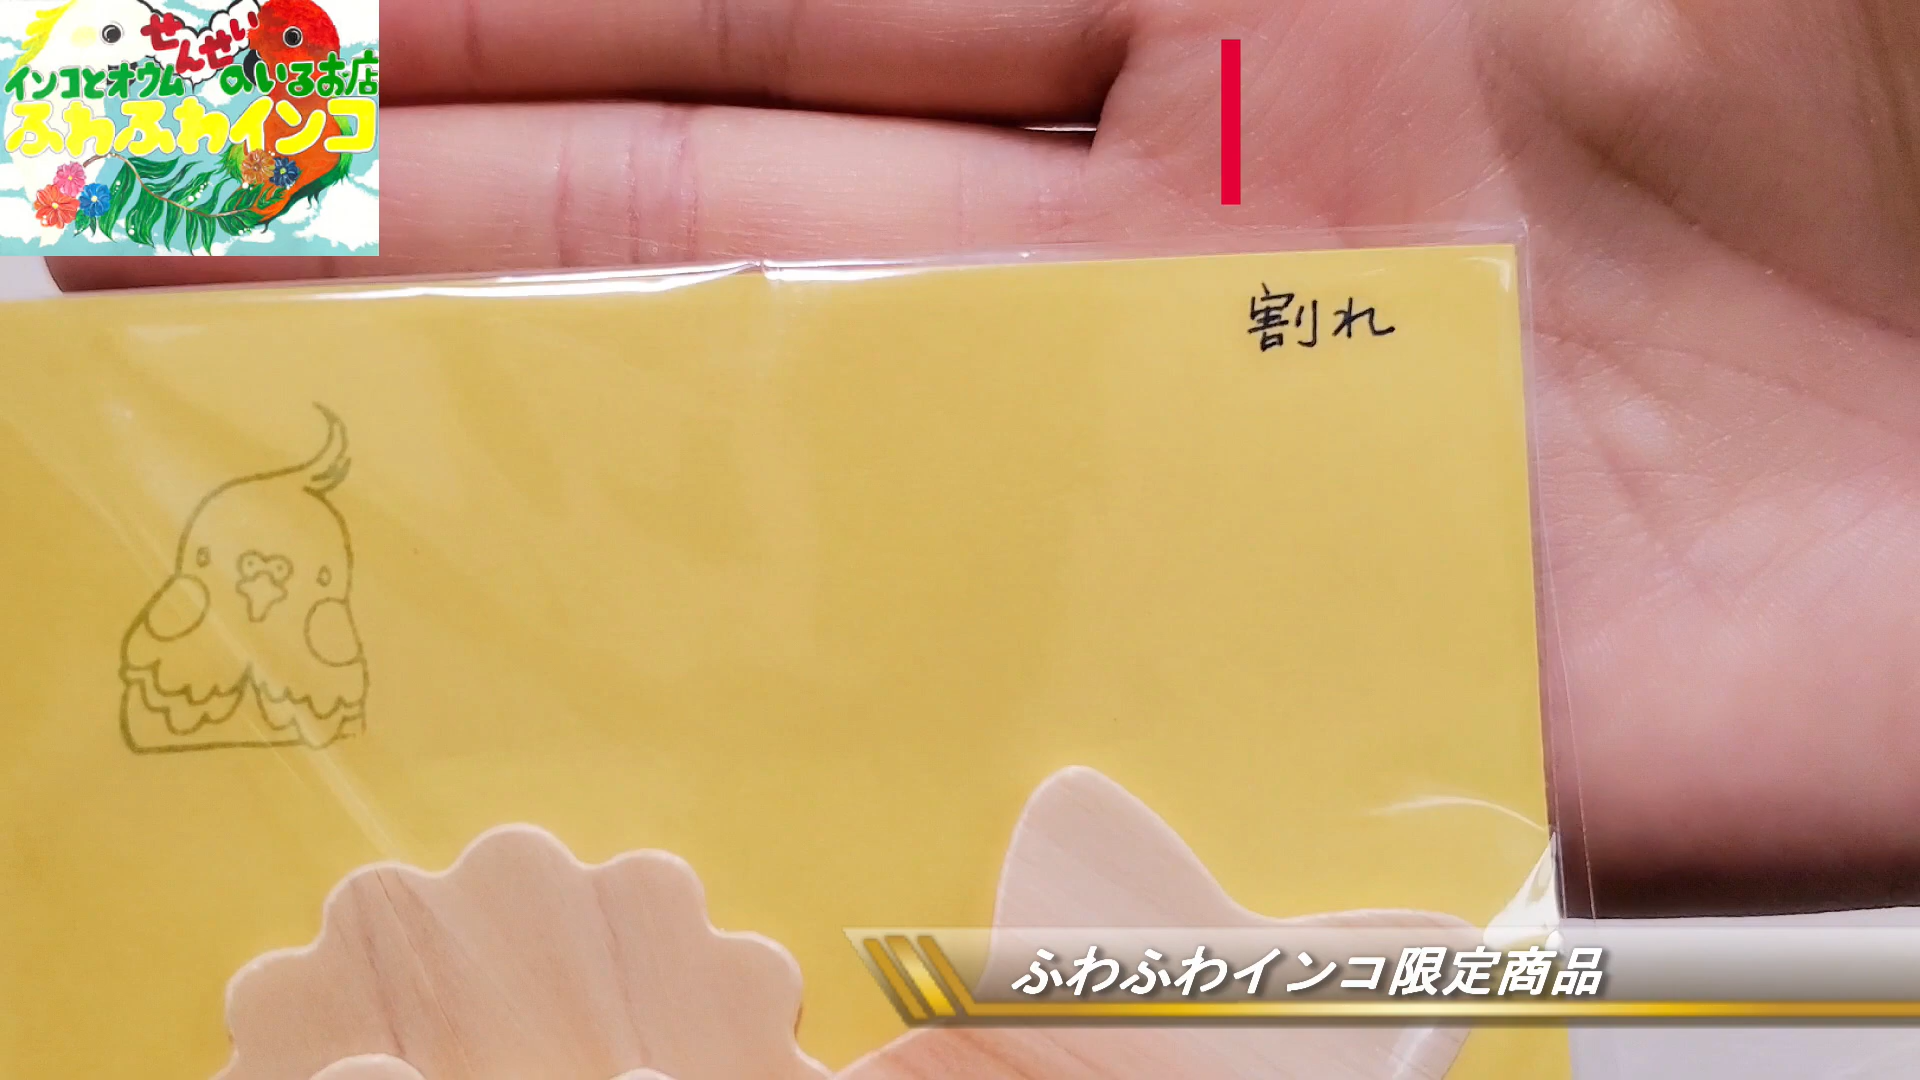 せんせい
インコとオウムのいるお店
ふわふわインコ
割れ
ふわふわインコ限定商品